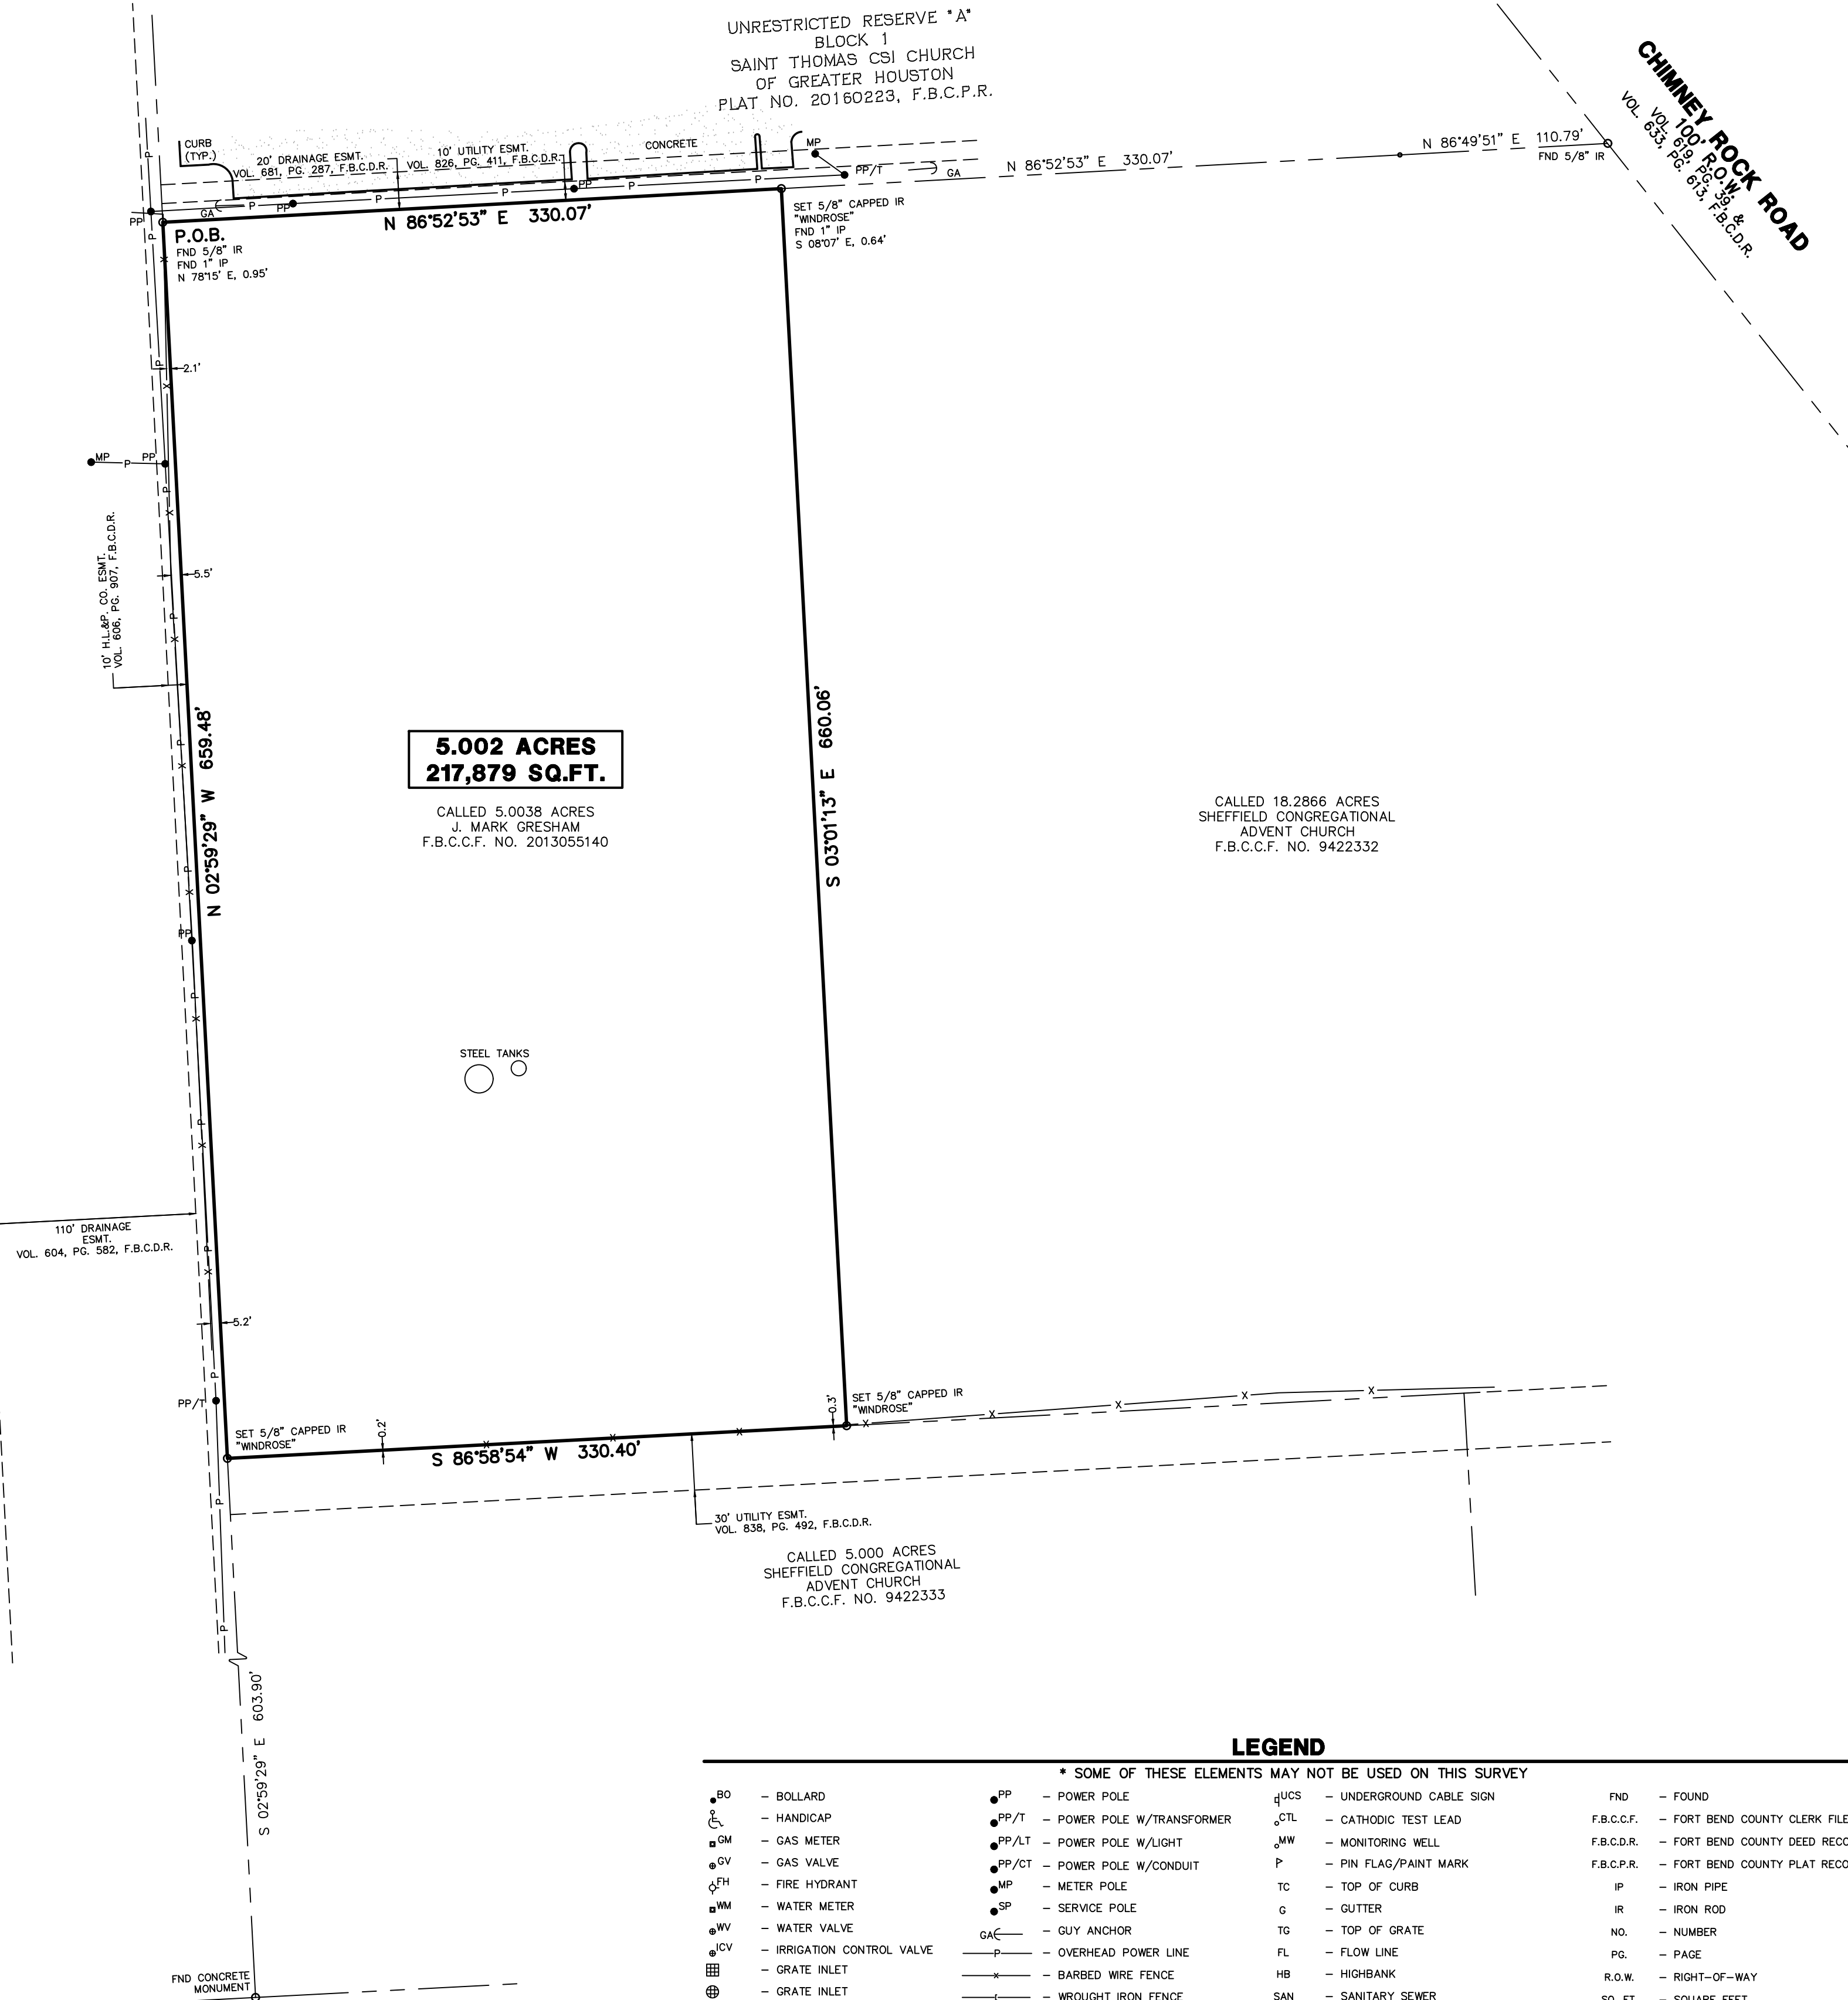 UNRESTRICTED RESERVE "A"
BLOCK 1
SAINT THOMAS CSI CHURCH
OF GREATER HOUSTON
PLAT NO. 20160223, F.B.C.P.R.
CHIMNEY ROCK ROAD
100' R.O.W.
VOL. 619, PG. 39, &
VOL. 633, PG. 613, F.B.C.D.R.
CURB
(TYP.)
20' DRAINAGE ESMT.
VOL. 681, PG. 287, F.B.C.D.R.
10' UTILITY ESMT.
VOL. 826, PG. 411, F.B.C.D.R.
CONCRETE
MP
PP/T
GA
N 86°52'53" E 330.07'
N 86°49'51" E 110.79'
FND 5/8" IR
PP
GA
PP
PP
N 86°52'53" E 330.07'
P.O.B.
FND 5/8" IR
FND 1" IP
N 78°15' E, 0.95'
SET 5/8" CAPPED IR
"WINDROSE"
FND 1" IP
S 08°07' E, 0.64'
2.1'
MP
P
PP
5.5'
10' H.L.&P. CO. ESMT.
VOL. 606, PG. 907, F.B.C.D.R.
N 02°59'29" W 659.48'
S 03°01'13" E 660.06'
5.002 ACRES
217,879 SQ.FT.
CALLED 5.0038 ACRES
J. MARK GRESHAM
F.B.C.C.F. NO. 2013055140
CALLED 18.2866 ACRES
SHEFFIELD CONGREGATIONAL
ADVENT CHURCH
F.B.C.C.F. NO. 9422332
PP
STEEL TANKS
110' DRAINAGE
ESMT.
VOL. 604, PG. 582, F.B.C.D.R.
5.2'
PP/T
SET 5/8" CAPPED IR
"WINDROSE"
0.2'
S 86°58'54" W 330.40'
0.3'
SET 5/8" CAPPED IR
"WINDROSE"
30' UTILITY ESMT.
VOL. 838, PG. 492, F.B.C.D.R.
CALLED 5.000 ACRES
SHEFFIELD CONGREGATIONAL
ADVENT CHURCH
F.B.C.C.F. NO. 9422333
S 02°59'29" E 603.90'
FND CONCRETE
MONUMENT
LEGEND
* SOME OF THESE ELEMENTS MAY NOT BE USED ON THIS SURVEY
BO – BOLLARD
– HANDICAP
GM – GAS METER
GV – GAS VALVE
FH – FIRE HYDRANT
WM – WATER METER
WV – WATER VALVE
ICV – IRRIGATION CONTROL VALVE
– GRATE INLET
– GRATE INLET
PP – POWER POLE
PP/T – POWER POLE W/TRANSFORMER
PP/LT – POWER POLE W/LIGHT
PP/CT – POWER POLE W/CONDUIT
MP – METER POLE
SP – SERVICE POLE
GA – GUY ANCHOR
P – OVERHEAD POWER LINE
x – BARBED WIRE FENCE
– WROUGHT IRON FENCE
UCS – UNDERGROUND CABLE SIGN
CTL – CATHODIC TEST LEAD
MW – MONITORING WELL
– PIN FLAG/PAINT MARK
TC – TOP OF CURB
G – GUTTER
TG – TOP OF GRATE
FL – FLOW LINE
HB – HIGHBANK
SAN – SANITARY SEWER
FND – FOUND
F.B.C.C.F. – FORT BEND COUNTY CLERK FILE
F.B.C.D.R. – FORT BEND COUNTY DEED RECO
F.B.C.P.R. – FORT BEND COUNTY PLAT RECO
IP – IRON PIPE
IR – IRON ROD
NO. – NUMBER
PG. – PAGE
R.O.W. – RIGHT-OF-WAY
SQ. FT. – SQUARE FEET